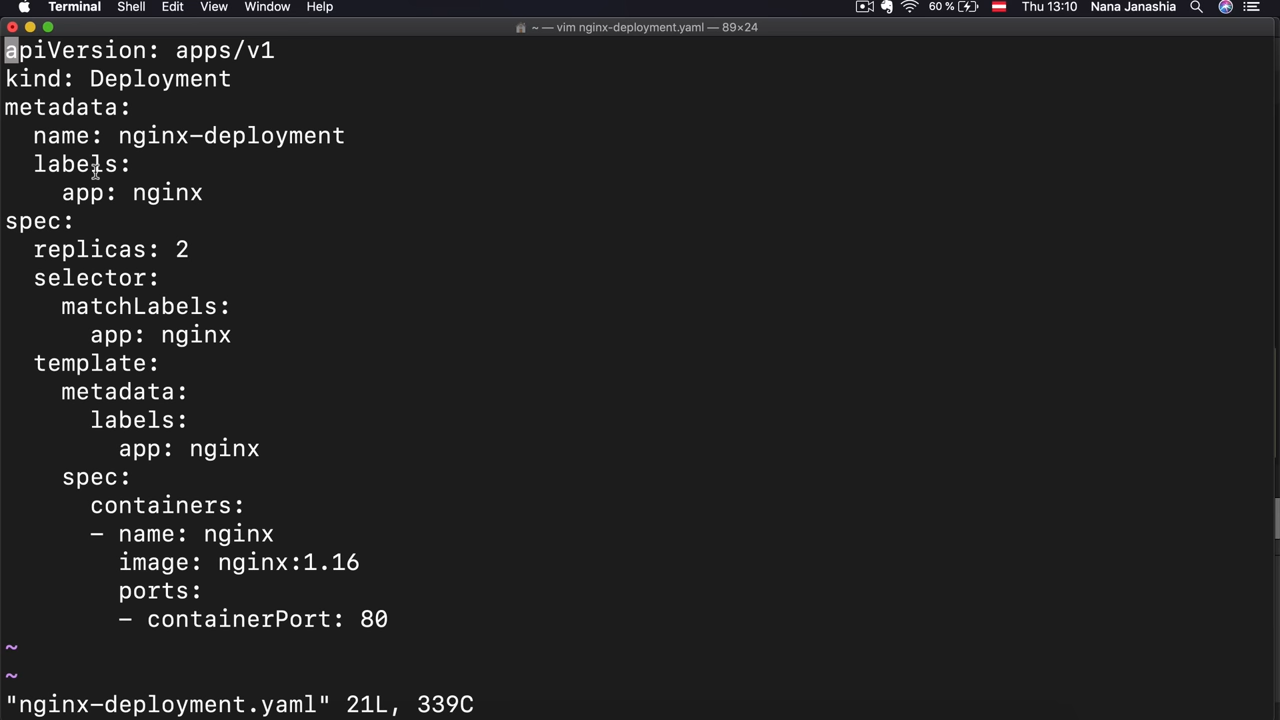 Terminal Shell Edit View Window Help 60 % Thu 13:10 Nana Janashia
~ — vim nginx-deployment.yaml — 89×24
apiVersion: apps/v1
kind: Deployment
metadata:
  name: nginx-deployment
  labels:
    app: nginx
spec:
  replicas: 2
  selector:
    matchLabels:
      app: nginx
  template:
    metadata:
      labels:
        app: nginx
    spec:
      containers:
      - name: nginx
        image: nginx:1.16
        ports:
        - containerPort: 80
~
~
"nginx-deployment.yaml" 21L, 339C